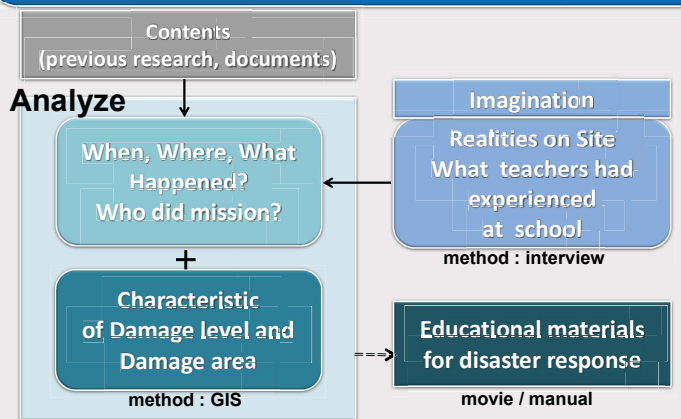 Contents
(previous research, documents)
Analyze
When, Where, What
Happened?
Who did mission?
+
Characteristic
of Damage level and
Damage area
method : GIS
Imagination
Realities on Site
What teachers had
experienced
at school
method : interview
Educational materials
for disaster response
movie / manual